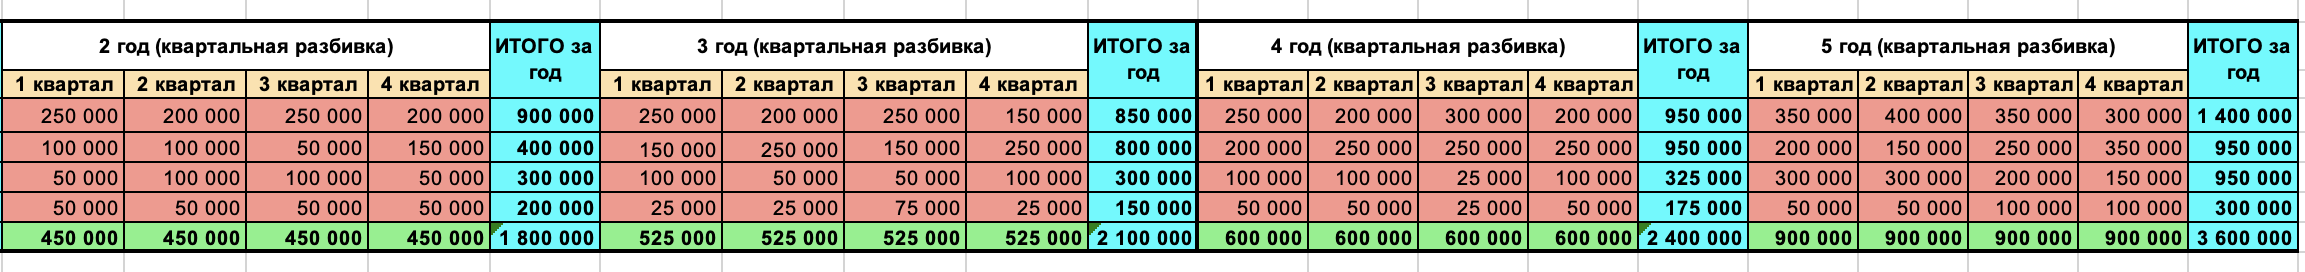 2 год (квартальная разбивка) ИТОГО за год 3 год (квартальная разбивка) ИТОГО за год 4 год (квартальная разбивка) ИТОГО за год 5 год (квартальная разбивка) ИТОГО за год
1 квартал 2 квартал 3 квартал 4 квартал 1 квартал 2 квартал 3 квартал 4 квартал 1 квартал 2 квартал 3 квартал 4 квартал 1 квартал 2 квартал 3 квартал 4 квартал
250 000 200 000 250 000 200 000 900 000 250 000 200 000 250 000 150 000 850 000 250 000 200 000 300 000 200 000 950 000 350 000 400 000 350 000 300 000 1 400 000
100 000 100 000 50 000 150 000 400 000 150 000 250 000 150 000 250 000 800 000 200 000 250 000 250 000 250 000 950 000 200 000 150 000 250 000 350 000 950 000
50 000 100 000 100 000 50 000 300 000 100 000 50 000 50 000 100 000 300 000 100 000 100 000 25 000 100 000 325 000 300 000 300 000 200 000 150 000 950 000
50 000 50 000 50 000 50 000 200 000 25 000 25 000 75 000 25 000 150 000 50 000 50 000 25 000 50 000 175 000 50 000 50 000 100 000 100 000 300 000
450 000 450 000 450 000 450 000 1 800 000 525 000 525 000 525 000 525 000 2 100 000 600 000 600 000 600 000 600 000 2 400 000 900 000 900 000 900 000 900 000 3 600 000